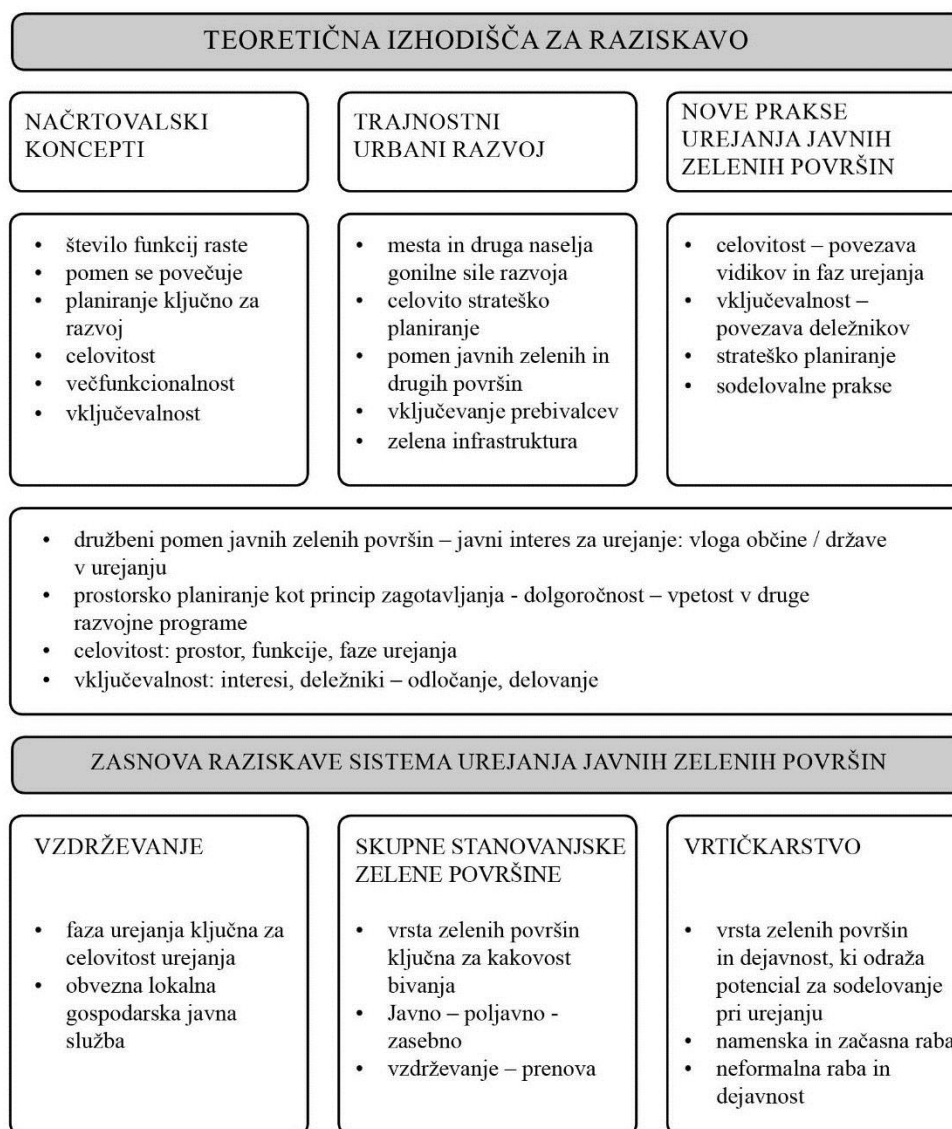 TEORETIČNA IZHODIŠČA ZA RAZISKAVO
NAČRTOVALSKI
KONCEPTI
TRAJNOSTNI
URBANI RAZVOJ
NOVE PRAKSE
UREJANJA JAVNIH
ZELENIH POVRŠIN
• število funkcij raste
• pomen se povečuje
• planiranje ključno za
razvoj
• celovitost
• večfunkcionalnost
• vključevalnost
• mesta in druga naselja
gonilne sile razvoja
• celovito strateško
planiranje
• pomen javnih zelenih in
drugih površin
• vključevanje prebivalcev
• zelena infrastruktura
• celovitost – povezava
vidikov in faz urejanja
• vključevalnost –
povezava deležnikov
• strateško planiranje
• sodelovalne prakse
• družbeni pomen javnih zelenih površin – javni interes za urejanje: vloga občine / države
v urejanju
• prostorsko planiranje kot princip zagotavljanja - dolgoročnost – vpetost v druge
razvojne programe
• celovitost: prostor, funkcije, faze urejanja
• vključevalnost: interesi, deležniki – odločanje, delovanje
ZASNOVA RAZISKAVE SISTEMA UREJANJA JAVNIH ZELENIH POVRŠIN
VZDRŽEVANJE
• faza urejanja ključna za
celovitost urejanja
• obvezna lokalna
gospodarska javna
služba
SKUPNE STANOVANJSKE
ZELENE POVRŠINE
• vrsta zelenih površin
ključna za kakovost
bivanja
• Javno – poljavno -
zasebno
• vzdrževanje – prenova
VRTIČKARSTVO
• vrsta zelenih površin
in dejavnost, ki odraža
potencial za sodelovanje
pri urejanju
• namenska in začasna raba
• neformalna raba in
dejavnost